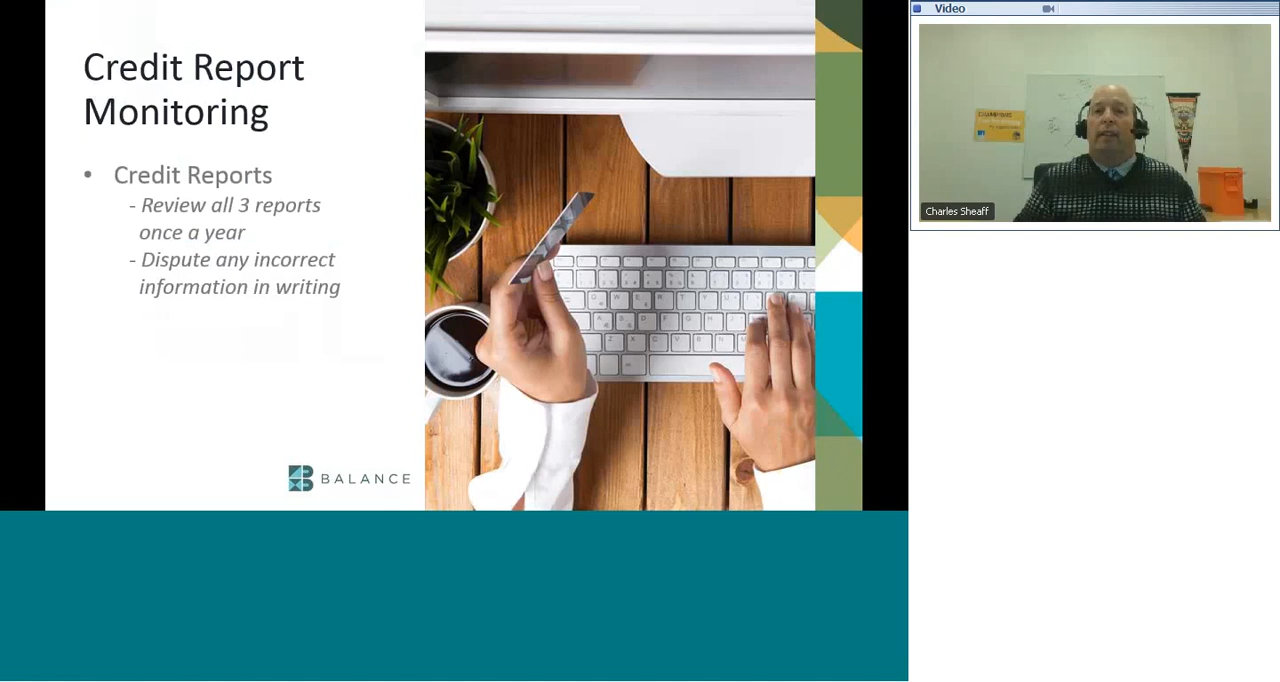 Credit Report
Monitoring
• Credit Reports
- Review all 3 reports
once a year
- Dispute any incorrect
information in writing
BALANCE
Video
CHAMPIONS
Charles Sheaff